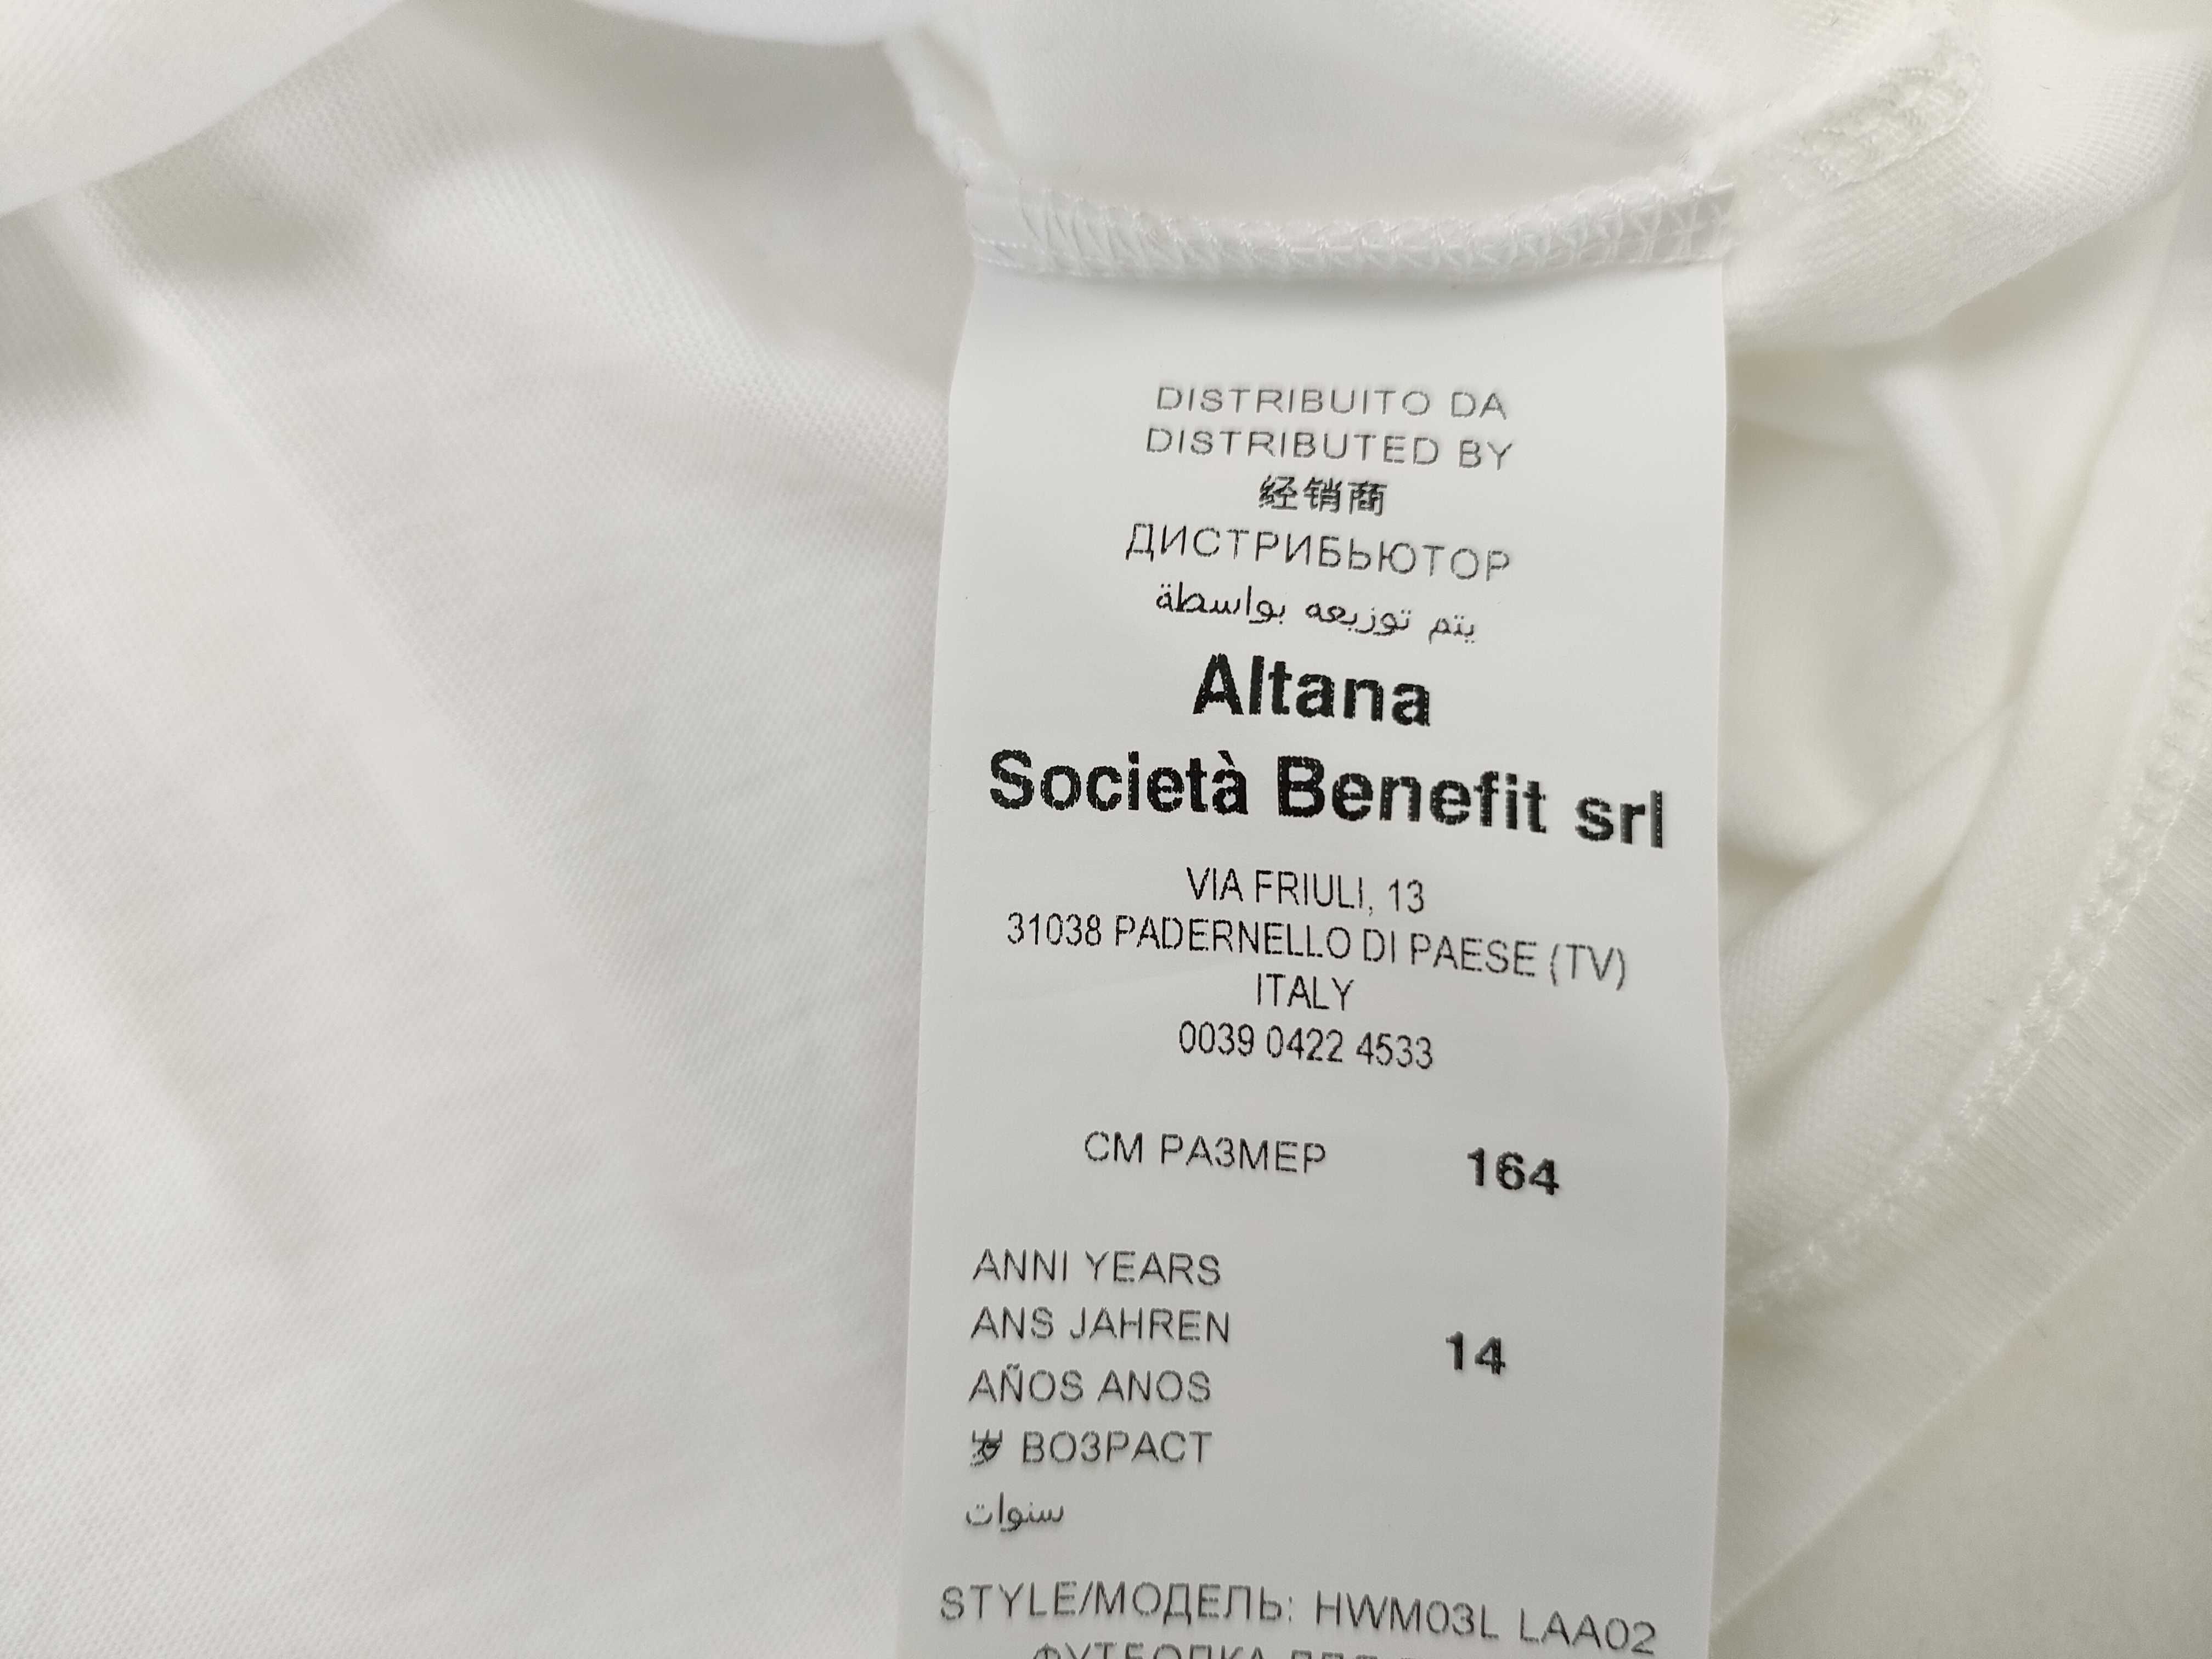 DISTRIBUITO DA
DISTRIBUTED BY
经销商
ДИСТРИБЬЮТОР
يتم توزيعه بواسطة
Altana
Società Benefit srl
VIA FRIULI, 13
31038 PADERNELLO DI PAESE (TV)
ITALY
0039 0422 4533
СМ РАЗМЕР 164
ANNI YEARS
ANS JAHREN
AÑOS ANOS 14
岁 ВОЗРАСТ
سنوات
STYLE/МОДЕЛЬ: HWM03L LAA02
ФУТБОЛКА